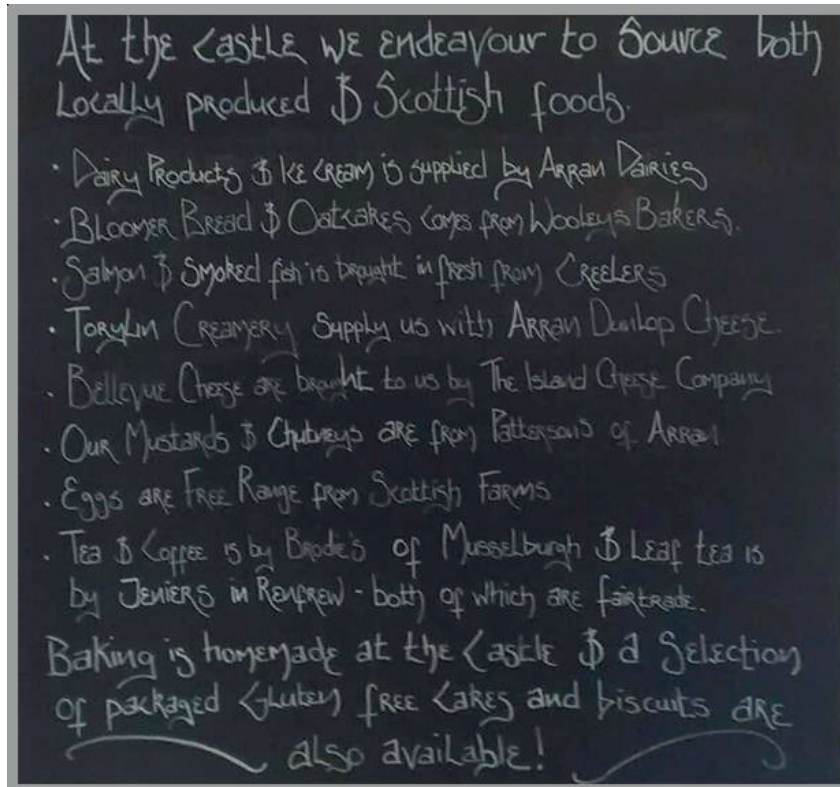 At the Castle we endeavour to Source both
Locally produced & Scottish foods.
· Dairy Products & Ice Cream is supplied by Arran Dairies
· Bloomer Bread & Oatcakes comes from Wooleys Bakers.
· Salmon & Smoked fish is brought in fresh from Creelers
· Torylin Creamery Supply us with Arran Dunlop Cheese.
· Bellevue Cheese are brought to us by The Island Cheese Company
· Our Mustards & Chutneys are from Pattersons of Arran
· Eggs are Free Range from Scottish Farms
· Tea & Coffee is by Brodie's of Musselburgh & Leaf tea is
by Jeniers in Renfrew - both of which are fairtrade.
Baking is homemade at the Castle & a Selection
of packaged Gluten free Cakes and biscuits are
also available!